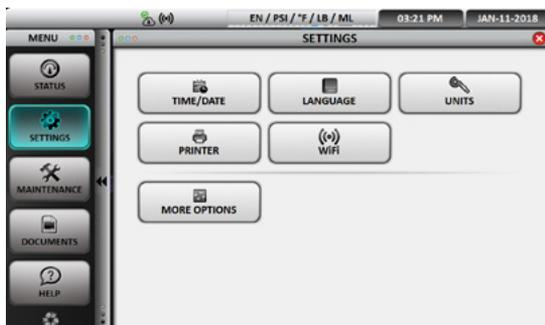 EN / PSI / °F / LB / ML
03:21 PM
JAN-11-2018
MENU
SETTINGS
STATUS
SETTINGS
MAINTENANCE
DOCUMENTS
HELP
TIME/DATE
LANGUAGE
UNITS
PRINTER
WiFi
MORE OPTIONS